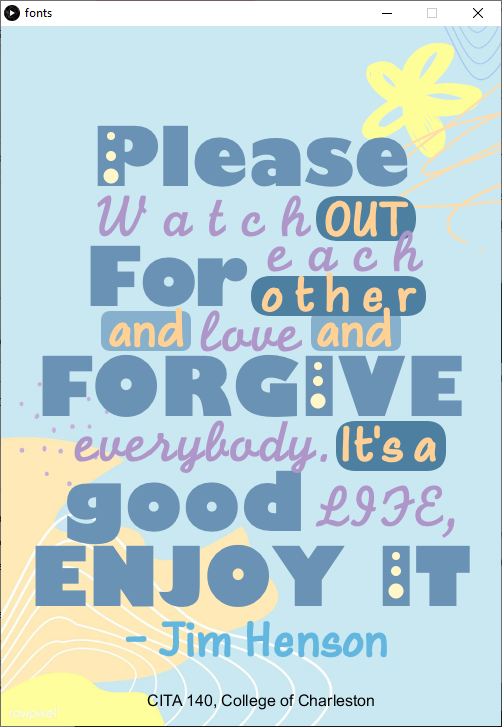 fonts
Please
Watch OUT
For each
other
and love and
FORGIVE
everybody. It's a
good LIFE,
ENJOY IT
- Jim Henson
CITA 140, College of Charleston
rawpixel